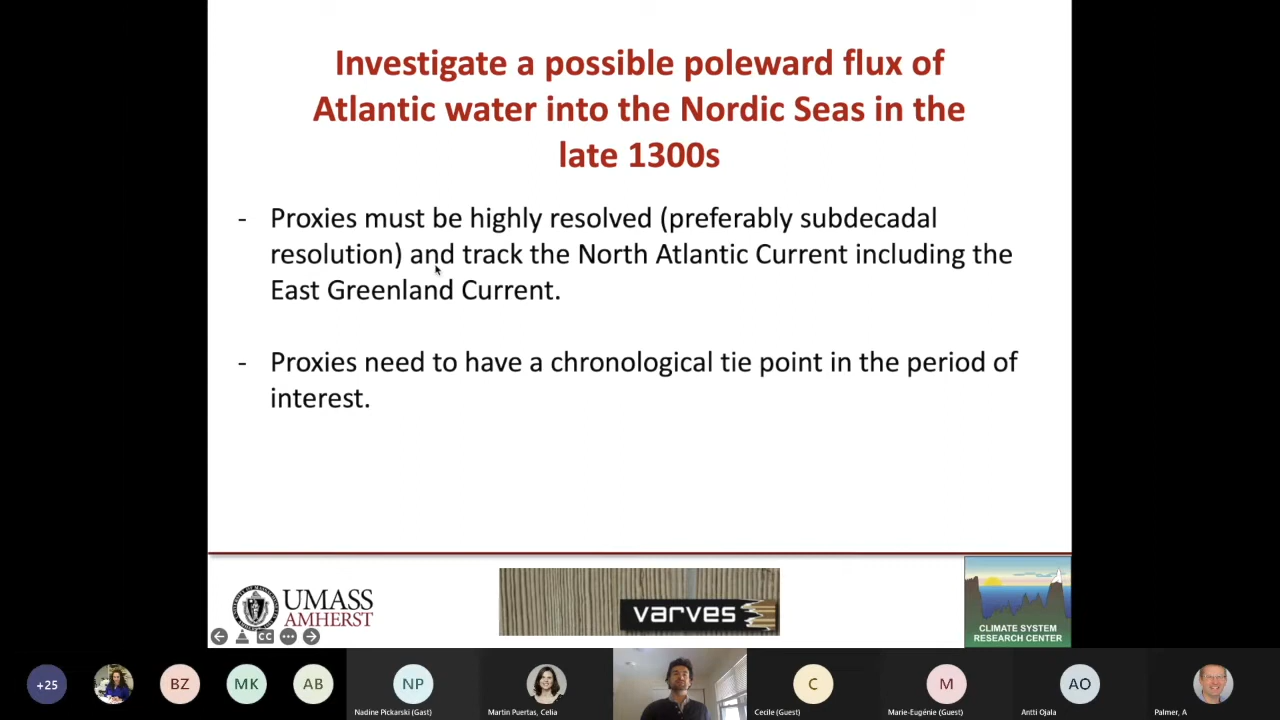 Investigate a possible poleward flux of
Atlantic water into the Nordic Seas in the
late 1300s
- Proxies must be highly resolved (preferably subdecadal
resolution) and track the North Atlantic Current including the
East Greenland Current.
- Proxies need to have a chronological tie point in the period of
interest.
UMASS
AMHERST
varves
CLIMATE SYSTEM
RESEARCH CENTER
CC
+25
BZ
MK
AB
NP
Nadine Pickarski (Gast)
Martin Puertas, Celia
C
Cecile (Guest)
M
Marie-Eugénie (Guest)
AO
Antti Ojala
Palmer, A